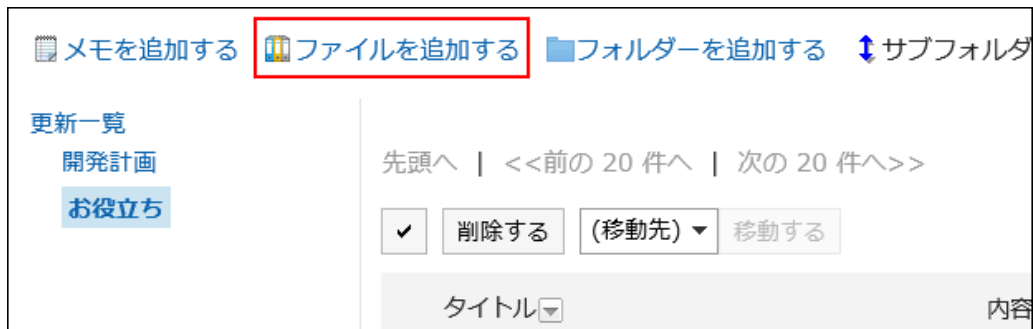 メモを追加する ファイルを追加する フォルダーを追加する サブフォルダ
更新一覧
開発計画
お役立ち
先頭へ | <<前の 20 件へ | 次の 20 件へ>>
削除する (移動先) 移動する
タイトル 内容